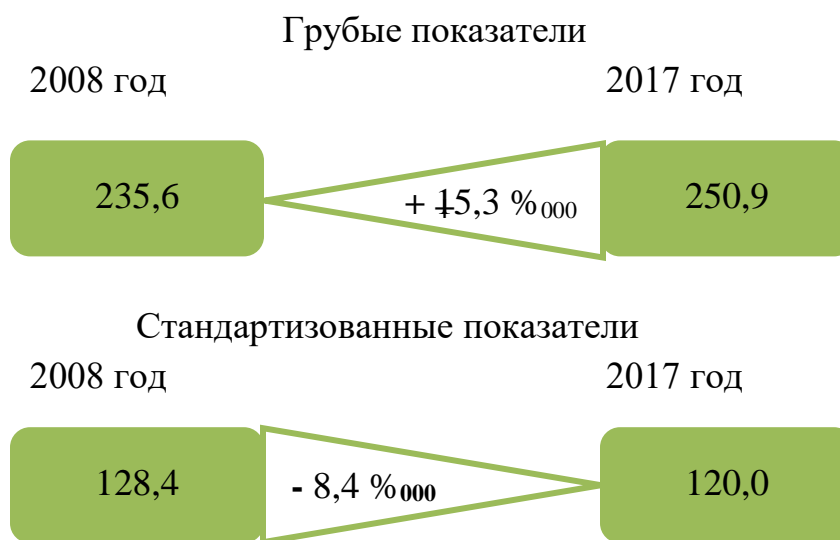 Грубые показатели
2008 год 2017 год
235,6 + 15,3 %000 250,9
Стандартизованные показатели
2008 год 2017 год
128,4 - 8,4 %000 120,0